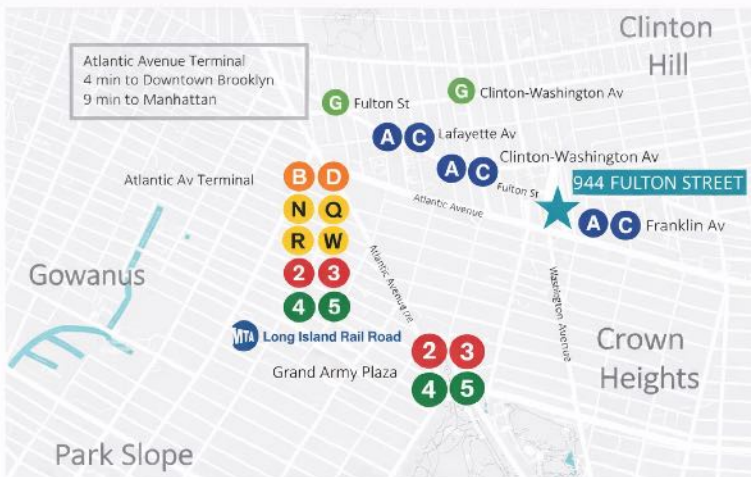 Clinton
Hill
Atlantic Avenue Terminal
4 min to Downtown Brooklyn
9 min to Manhattan
G Clinton-Washington Av
G Fulton St
A C Lafayette Av
Clinton-Washington Av
A C
Fulton St
944 FULTON STREET
Atlantic Av Terminal
B D
N Q
R W
2 3
4 5
Atlantic Avenue
A C Franklin Av
Gowanus
Atlantic Avenue
Washington Avenue
MTA Long Island Rail Road
Crown
Heights
Grand Army Plaza
2 3
4 5
Park Slope